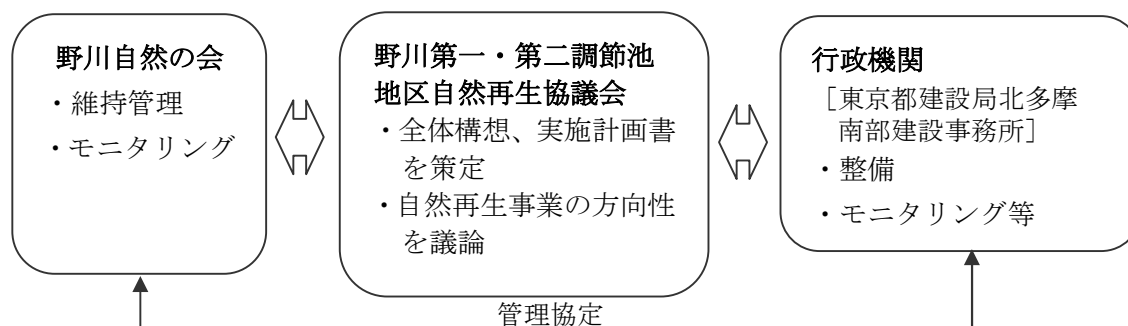 野川自然の会
・維持管理
・モニタリング
野川第一・第二調節池
地区自然再生協議会
・全体構想、実施計画書
を策定
・自然再生事業の方向性
を議論
行政機関
［東京都建設局北多摩
南部建設事務所］
・整備
・モニタリング等
管理協定